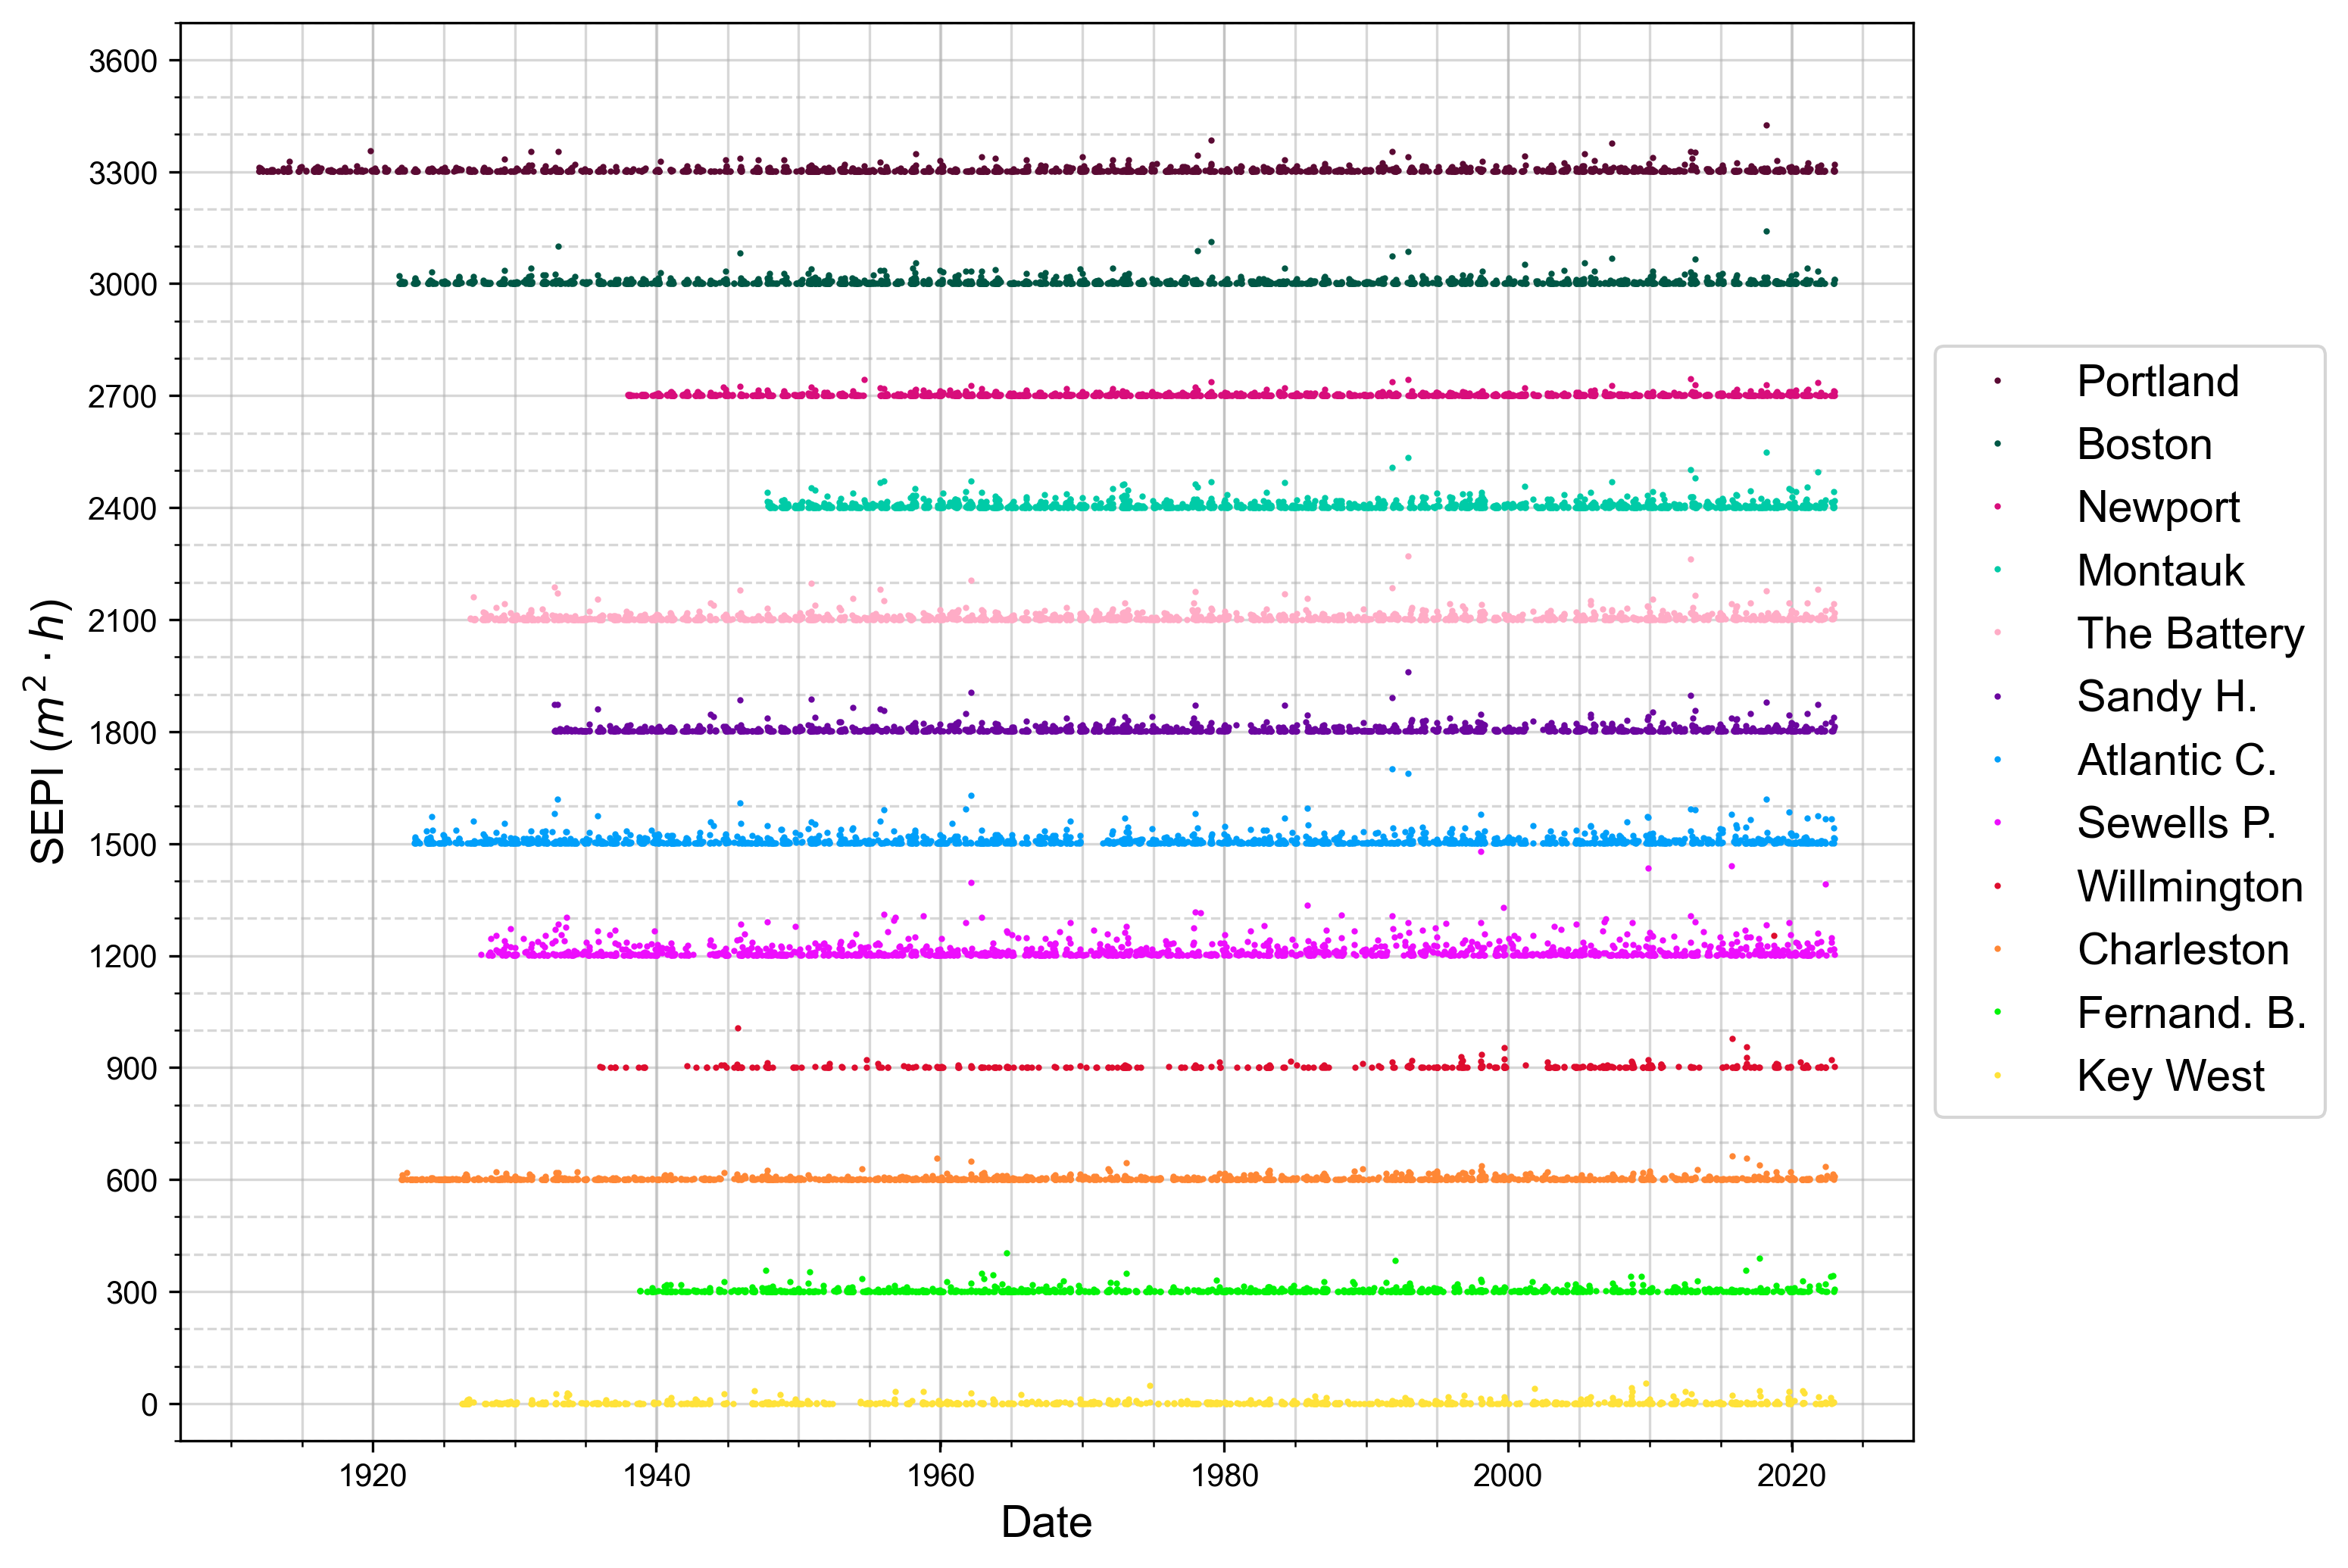 3600
3300
3000
2700
2400
2100
1800
1500
1200
900
600
300
0
SEPI (m² · h)
1920 1940 1960 1980 2000 2020
Date
Portland
Boston
Newport
Montauk
The Battery
Sandy H.
Atlantic C.
Sewells P.
Willmington
Charleston
Fernand. B.
Key West